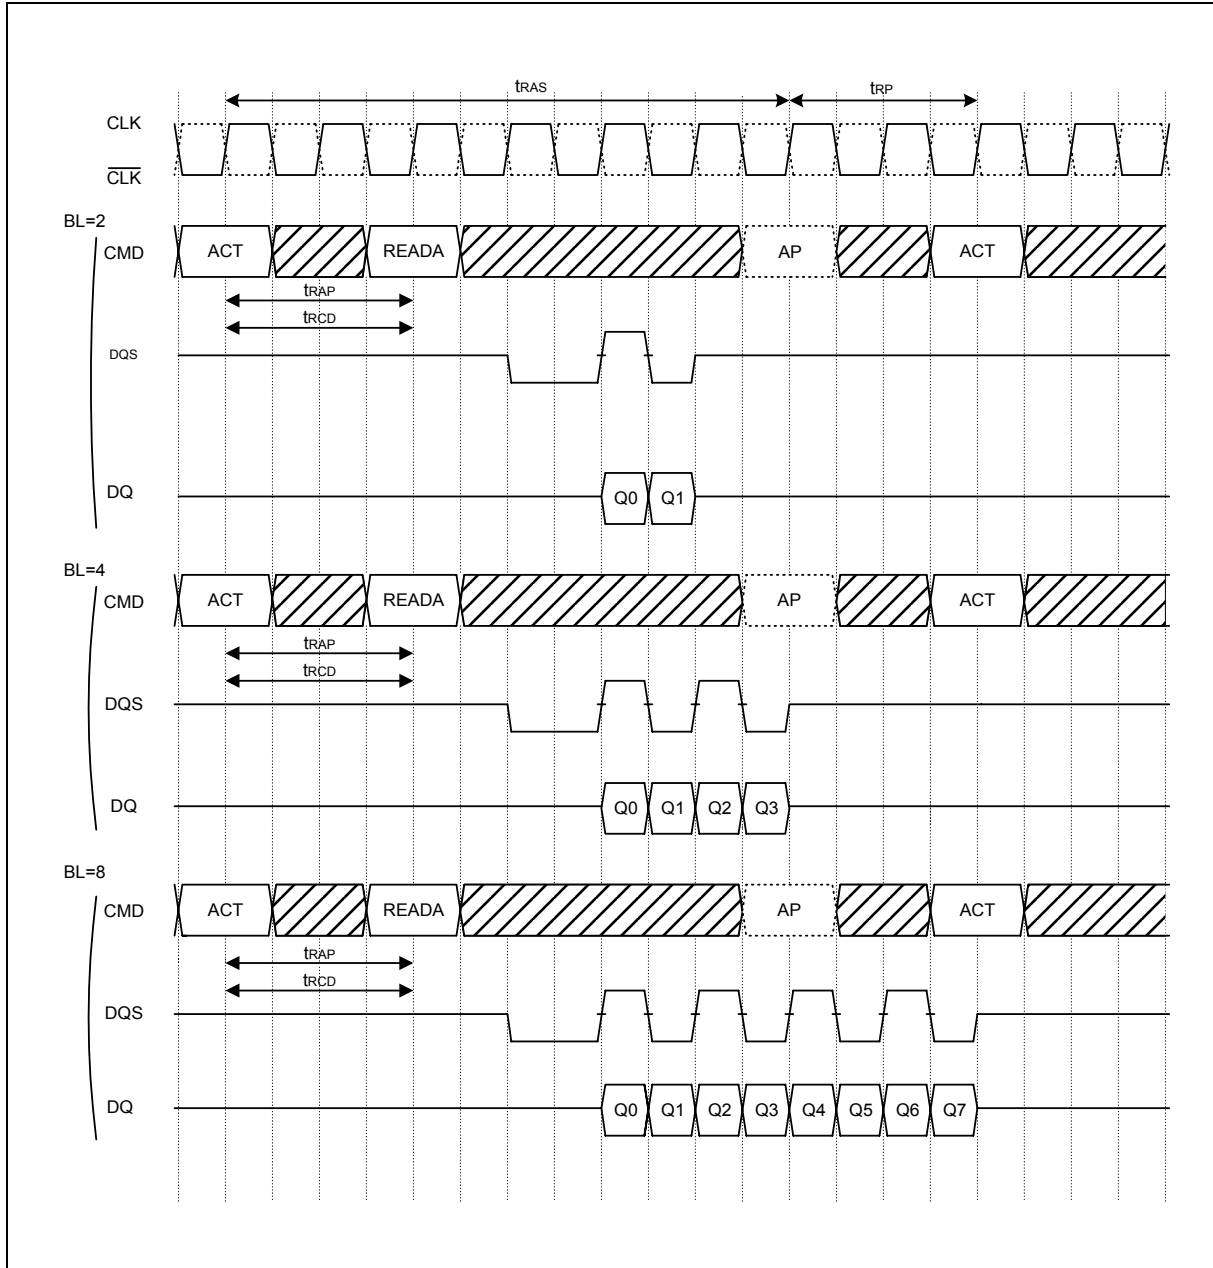 tRAS tRP
CLK
CLK
BL=2
CMD ACT READA AP ACT
tRAP
tRCD
DQS
DQ Q0 Q1
BL=4
CMD ACT READA AP ACT
tRAP
tRCD
DQS
DQ Q0 Q1 Q2 Q3
BL=8
CMD ACT READA AP ACT
tRAP
tRCD
DQS
DQ Q0 Q1 Q2 Q3 Q4 Q5 Q6 Q7